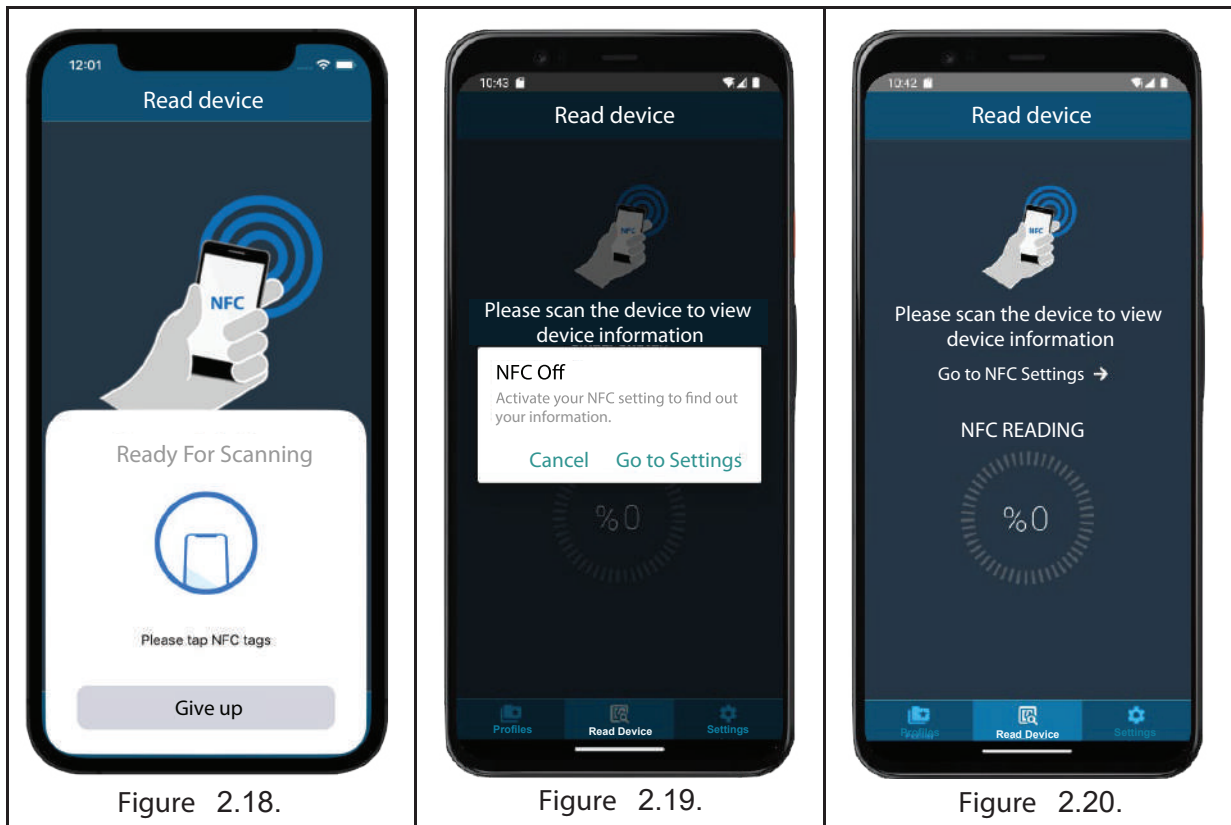 12:01
Read device
NFC
Ready For Scanning
Please tap NFC tags
Give up
Figure 2.18.
10:43
Read device
NFC
Please scan the device to view
device information
NFC Off
Activate your NFC setting to find out
your information.
Cancel Go to Settings
%0
Profiles Read Device Settings
Figure 2.19.
10:42
Read device
NFC
Please scan the device to view
device information
Go to NFC Settings →
NFC READING
%0
Read Device Settings
Figure 2.20.